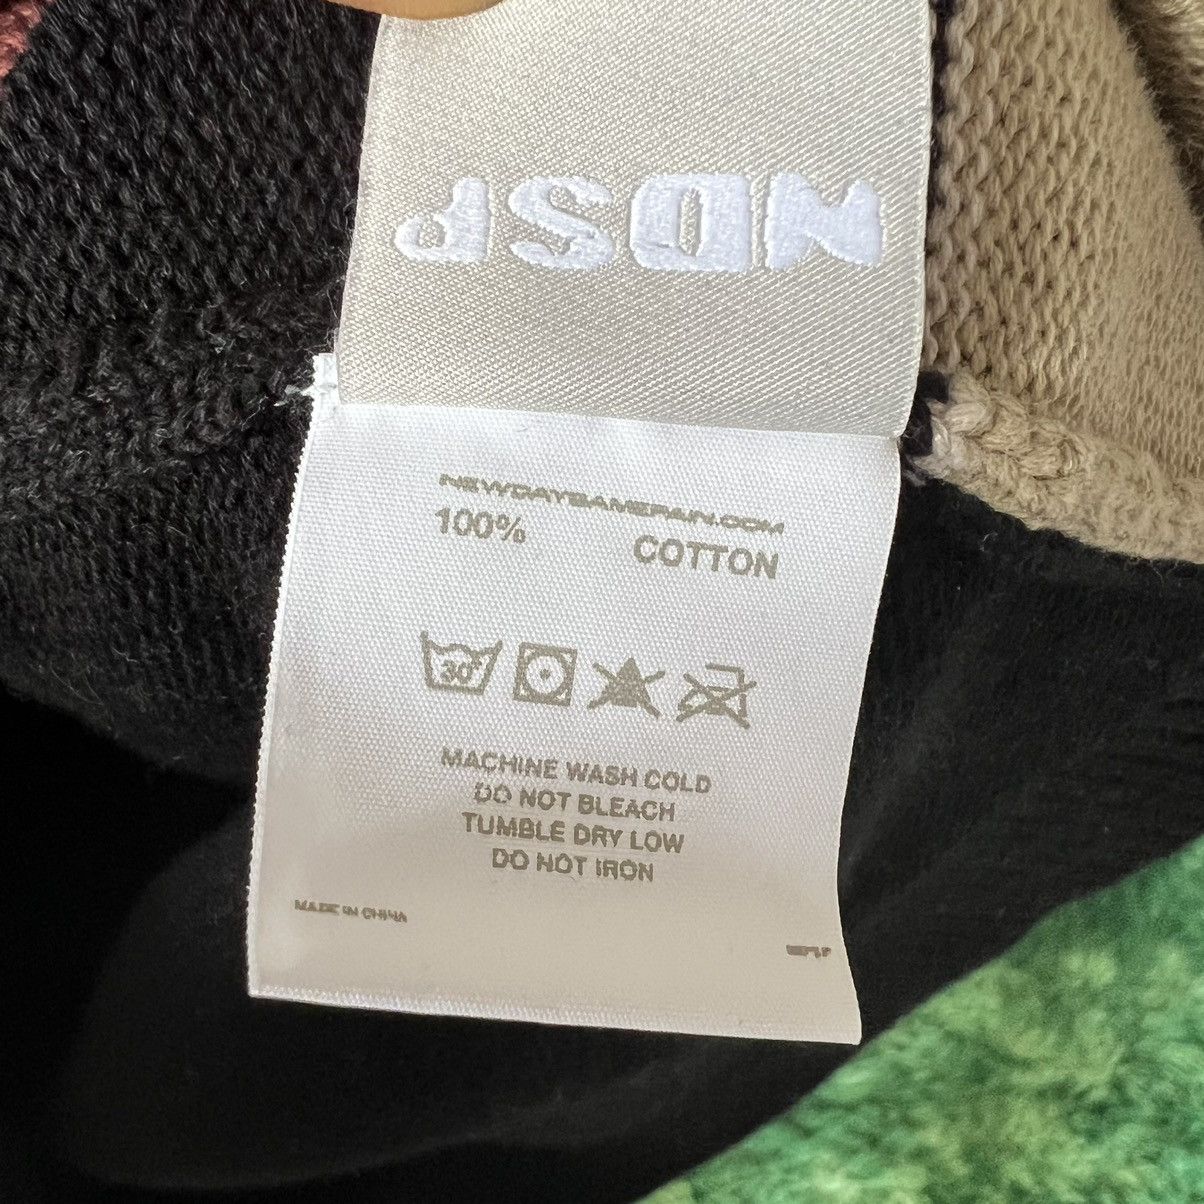 NDSP
NEWDAYSAMEPAIN.COM
100% COTTON
30°
MACHINE WASH COLD
DO NOT BLEACH
TUMBLE DRY LOW
DO NOT IRON
MADE IN CHINA